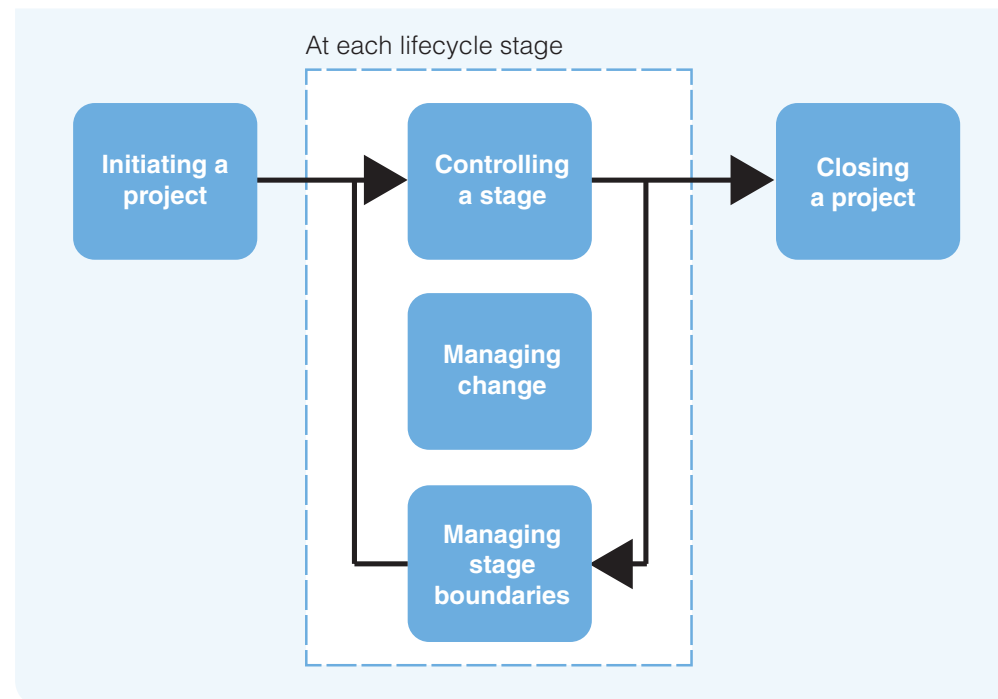 At each lifecycle stage
Initiating a
project
Controlling
a stage
Closing
a project
Managing
change
Managing
stage
boundaries